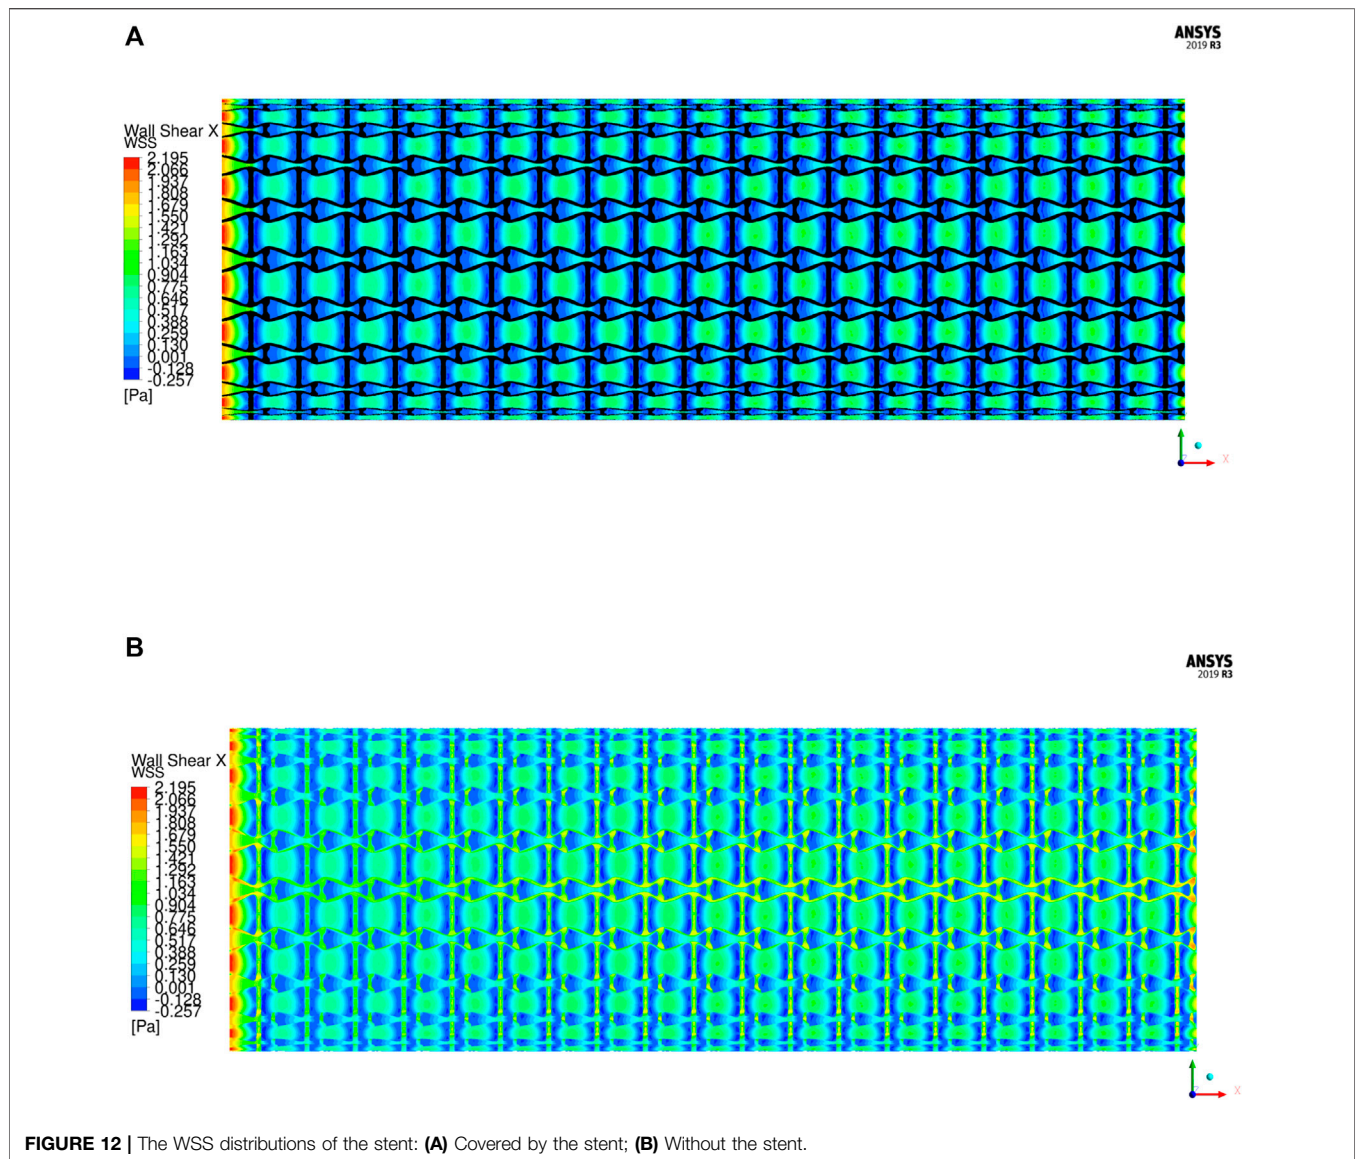 A
ANSYS
2019 R3
Wall Shear X
WSS
2.195
2.066
1.937
1.808
1.679
1.550
1.421
1.292
1.163
1.034
0.904
0.775
0.646
0.517
0.388
0.259
0.130
0.001
-0.128
-0.257
[Pa]
X
B
ANSYS
2019 R3
Wall Shear X
WSS
2.195
2.066
1.937
1.808
1.679
1.550
1.421
1.292
1.163
1.034
0.904
0.775
0.646
0.517
0.388
0.259
0.130
0.001
-0.128
-0.257
[Pa]
X
FIGURE 12 | The WSS distributions of the stent: (A) Covered by the stent; (B) Without the stent.